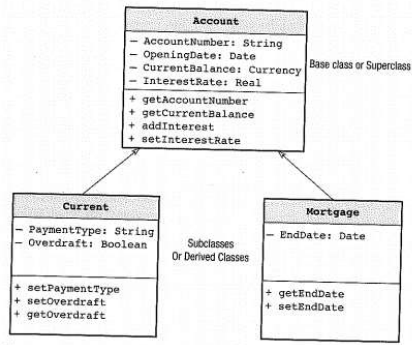 Account
- AccountNumber: String
- OpeningDate: Date
- CurrentBalance: Currency
- InterestRate: Real
+ getAccountNumber
+ getCurrentBalance
+ addInterest
+ setInterestRate
Base class or Superclass
Current
- PaymentType: String
- Overdraft: Boolean
+ setPaymentType
+ setOverdraft
+ getOverdraft
Subclasses
Or Derived Classes
Mortgage
- EndDate: Date
+ getEndDate
+ setEndDate